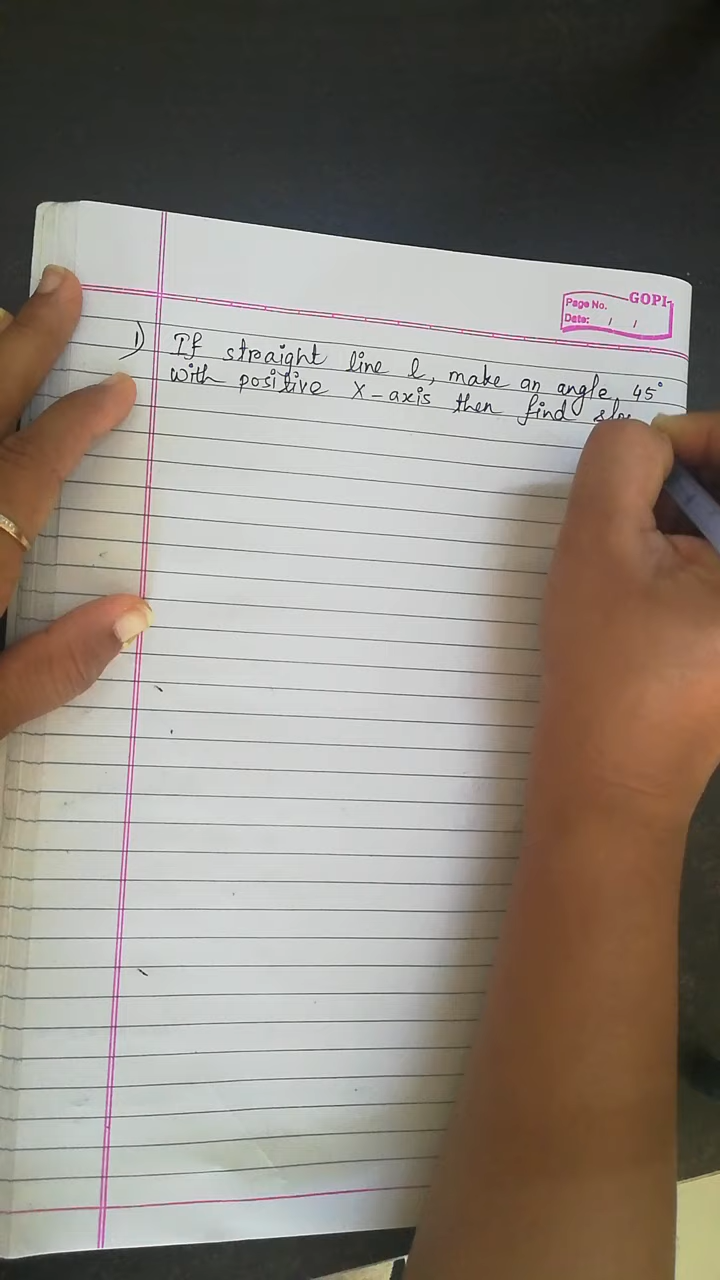 GOPI
Page No.
Date: / /
1) If straight line l, make an angle 45°
with positive X-axis then find